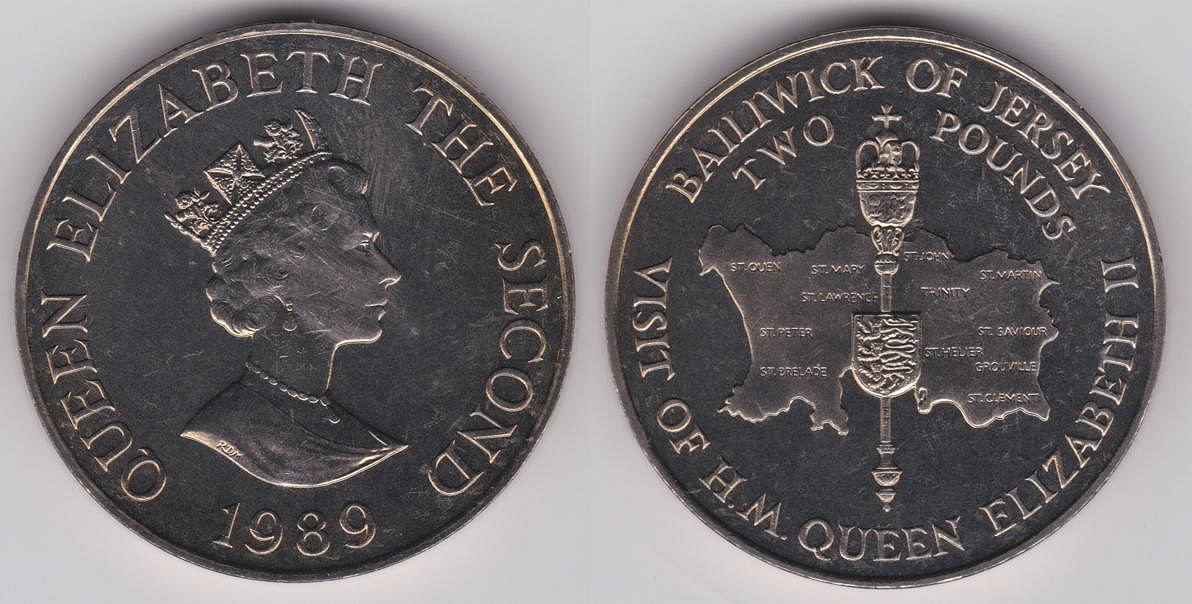 QUEEN ELIZABETH THE SECOND
RDM
1989
BAILIWICK OF JERSEY
TWO POUNDS
ST. OUEN
ST. MARY
ST. JOHN
ST. MARTIN
ST. LAWRENCE
TRINITY
ST. PETER
ST. SAVIOUR
ST. HELIER
ST. BRELADE
GROUVILLE
ST. CLEMENT
VISIT OF H.M. QUEEN ELIZABETH II